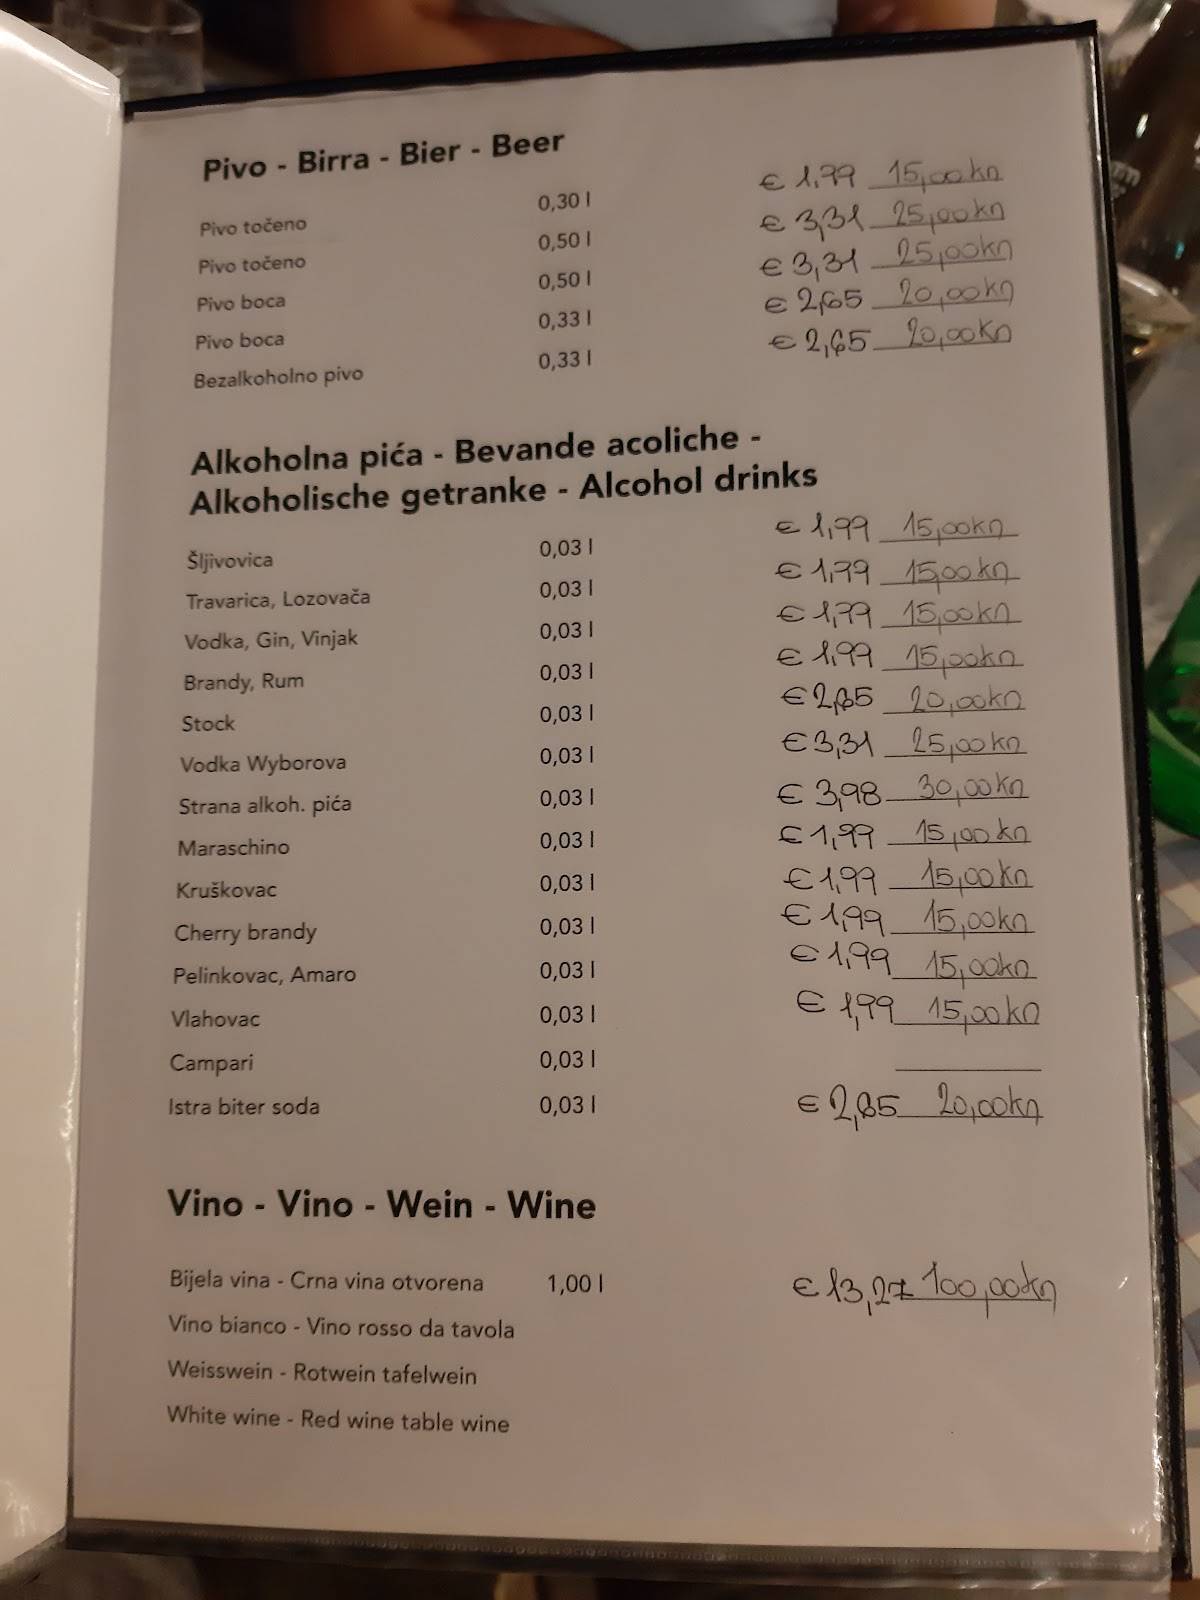 Pivo - Birra - Bier - Beer
Pivo točeno 0,30 l € 1,99 15,00kn
Pivo točeno 0,50 l € 3,31 25,00kn
Pivo boca 0,50 l € 3,31 25,00kn
Pivo boca 0,33 l € 2,65 20,00kn
Bezalkoholno pivo 0,33 l € 2,65 20,00kn
Alkoholna pića - Bevande acoliche -
Alkoholische getranke - Alcohol drinks
Šljivovica 0,03 l € 1,99 15,00kn
Travarica, Lozovača 0,03 l € 1,99 15,00kn
Vodka, Gin, Vinjak 0,03 l € 1,99 15,00kn
Brandy, Rum 0,03 l € 1,99 15,00kn
Stock 0,03 l € 2,65 20,00kn
Vodka Wyborova 0,03 l € 3,31 25,00kn
Strana alkoh. pića 0,03 l € 3,98 30,00kn
Maraschino 0,03 l € 1,99 15,00kn
Kruškovac 0,03 l € 1,99 15,00kn
Cherry brandy 0,03 l € 1,99 15,00kn
Pelinkovac, Amaro 0,03 l € 1,99 15,00kn
Vlahovac 0,03 l € 1,99 15,00kn
Campari 0,03 l
Istra biter soda 0,03 l € 2,65 20,00kn
Vino - Vino - Wein - Wine
Bijela vina - Crna vina otvorena 1,00 l € 13,27 100,00kn
Vino bianco - Vino rosso da tavola
Weisswein - Rotwein tafelwein
White wine - Red wine table wine